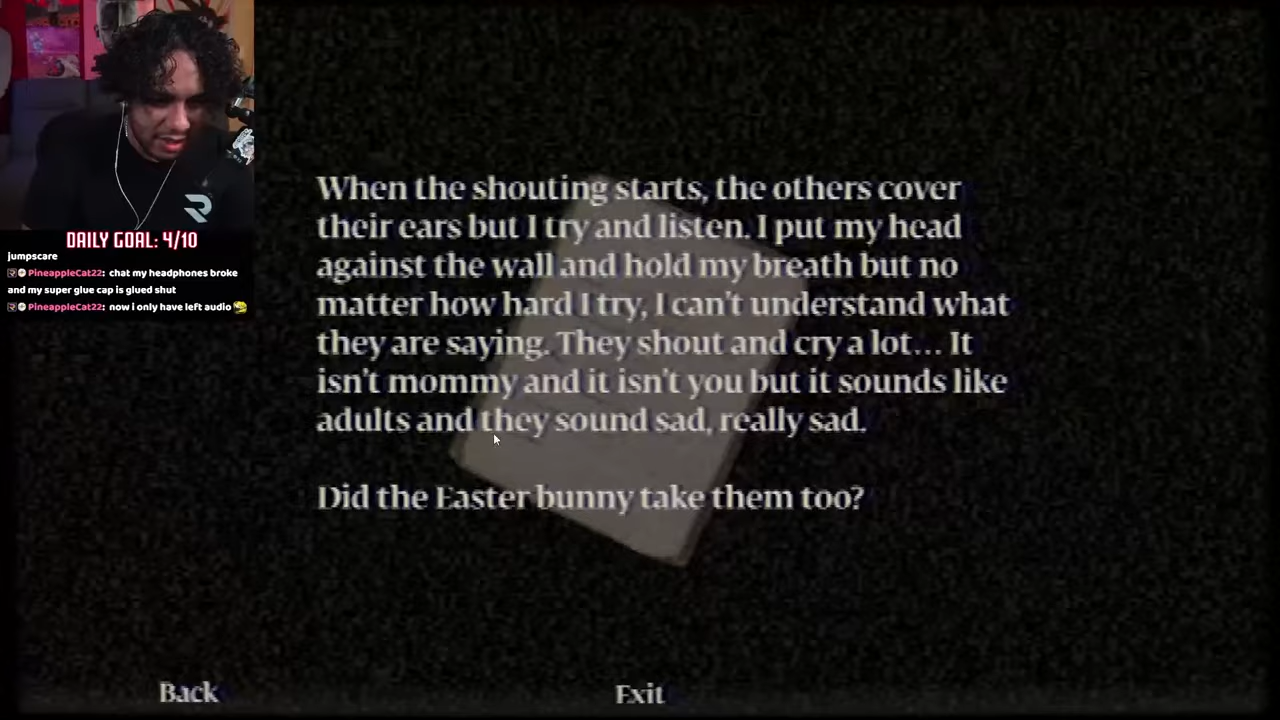 DAILY GOAL: 4/10
jumpscare
PineappleCat22: chat my headphones broke
and my super glue cap is glued shut
PineappleCat22: now i only have left audio
When the shouting starts, the others cover
their ears but I try and listen. I put my head
against the wall and hold my breath but no
matter how hard I try, I can't understand what
they are saying. They shout and cry a lot... It
isn't mommy and it isn't you but it sounds like
adults and they sound sad, really sad.
Did the Easter bunny take them too?
Back
Exit